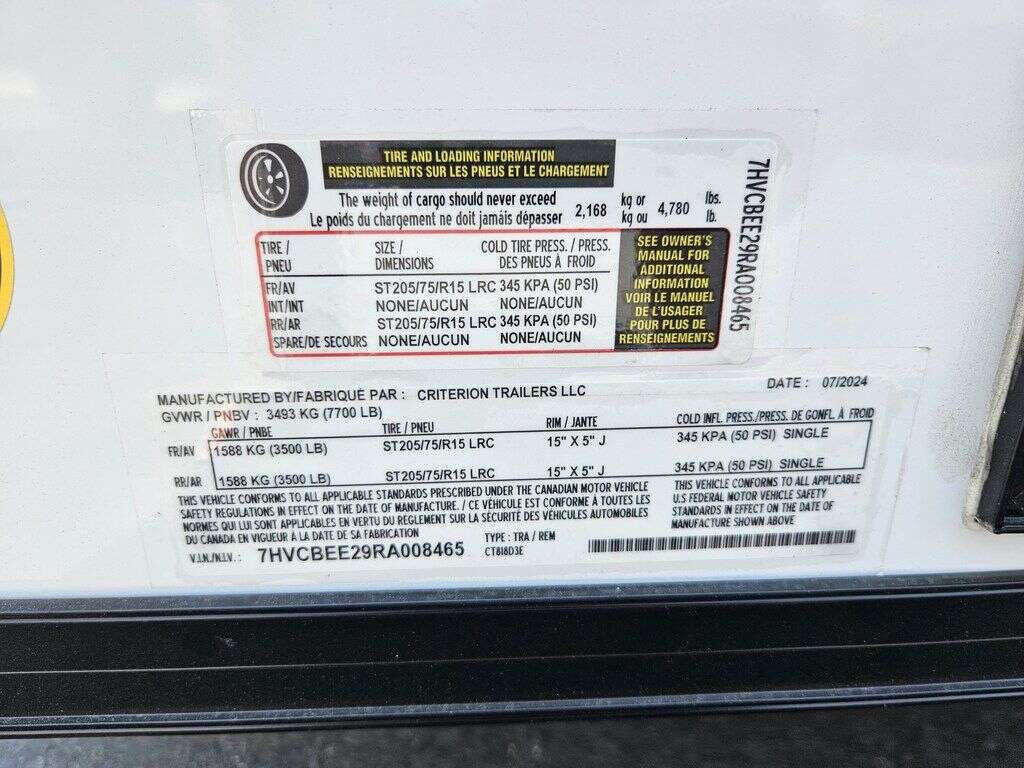 TIRE AND LOADING INFORMATION
RENSEIGNEMENTS SUR LES PNEUS ET LE CHARGEMENT
The weight of cargo should never exceed
Le poids du chargement ne doit jamais dépasser 2,168 kg or kg ou 4,780 lbs. lb.
TIRE / PNEU SIZE / DIMENSIONS COLD TIRE PRESS. / PRESS. DES PNEUS À FROID
FR/AV ST205/75/R15 LRC 345 KPA (50 PSI)
INT/INT NONE/AUCUN NONE/AUCUN
RR/AR ST205/75/R15 LRC 345 KPA (50 PSI)
SPARE/DE SECOURS NONE/AUCUN NONE/AUCUN
SEE OWNER'S
MANUAL FOR
ADDITIONAL
INFORMATION
VOIR LE MANUEL
DE L'USAGER
POUR PLUS DE
RENSEIGNEMENTS
7HVCBEE29RA008465
MANUFACTURED BY/FABRIQUÉ PAR : CRITERION TRAILERS LLC DATE : 07/2024
GVWR / PNBV : 3493 KG (7700 LB)
GAWR / PNBE TIRE / PNEU RIM / JANTE COLD INFL. PRESS./PRESS. DE GONFL. À FROID
FR/AV 1588 KG (3500 LB) ST205/75/R15 LRC 15" X 5" J 345 KPA (50 PSI) SINGLE
RR/AR 1588 KG (3500 LB) ST205/75/R15 LRC 15" X 5" J 345 KPA (50 PSI) SINGLE
THIS VEHICLE CONFORMS TO ALL APPLICABLE STANDARDS PRESCRIBED UNDER THE CANADIAN MOTOR VEHICLE
SAFETY REGULATIONS IN EFFECT ON THE DATE OF MANUFACTURE. / CE VÉHICULE EST CONFORME À TOUTES LES
NORMES QUI LUI SONT APPLICABLES EN VERTU DU RÈGLEMENT SUR LA SÉCURITÉ DES VÉHICULES AUTOMOBILES
DU CANADA EN VIGUEUR À LA DATE DE SA FABRICATION
THIS VEHICLE CONFORMS TO ALL APPLICABLE
U.S FEDERAL MOTOR VEHICLE SAFETY
STANDARDS IN EFFECT ON THE DATE OF
MANUFACTURE SHOWN ABOVE
V.I.N./N.I.V. : 7HVCBEE29RA008465
TYPE : TRA / REM
CT818D3E